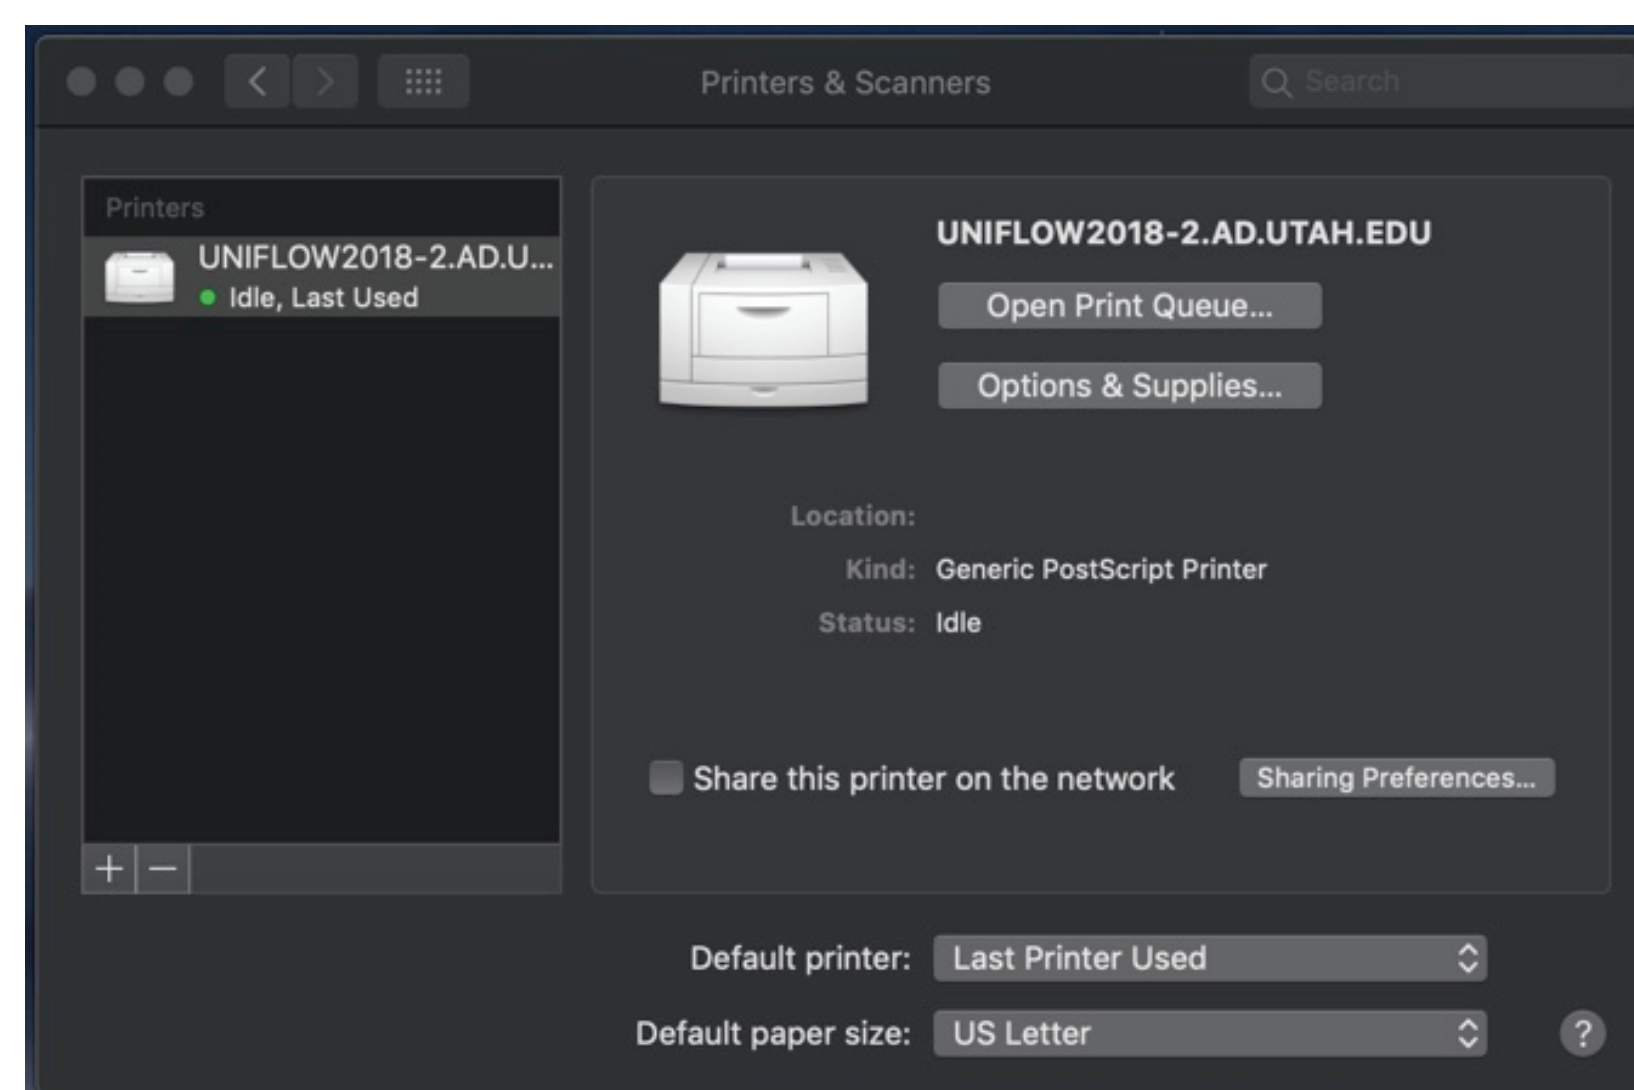 Printers & Scanners
Search
Printers
UNIFLOW2018-2.AD.U...
Idle, Last Used
UNIFLOW2018-2.AD.UTAH.EDU
Open Print Queue...
Options & Supplies...
Location:
Kind: Generic PostScript Printer
Status: Idle
Share this printer on the network
Sharing Preferences...
Default printer: Last Printer Used
Default paper size: US Letter
?